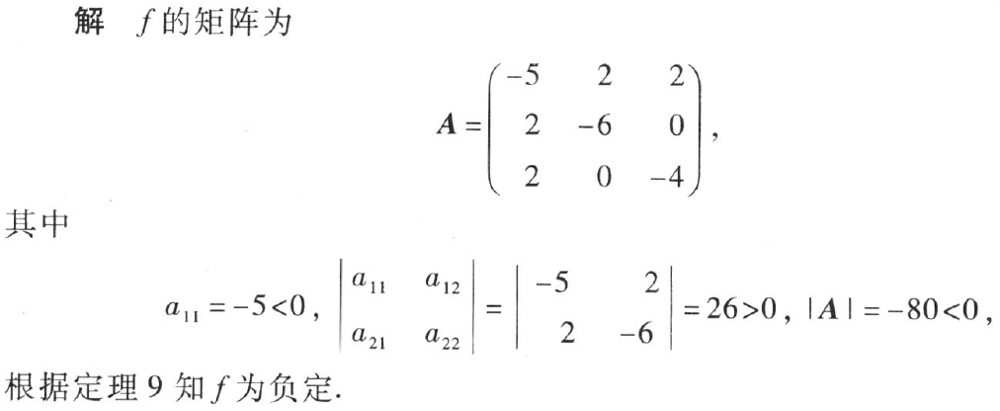 解 f的矩阵为
A = \begin{pmatrix} -5 & 2 & 2 \\ 2 & -6 & 0 \\ 2 & 0 & -4 \end{pmatrix},
其中
a_{11} = -5<0, \begin{vmatrix} a_{11} & a_{12} \\ a_{21} & a_{22} \end{vmatrix} = \begin{vmatrix} -5 & 2 \\ 2 & -6 \end{vmatrix} = 26>0, |A| = -80<0,
根据定理 9 知 f 为负定.